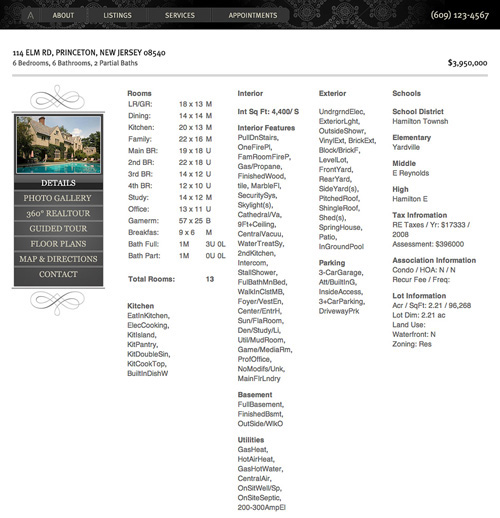 A ABOUT LISTINGS SERVICES APPOINTMENTS (609) 123-4567
114 ELM RD, PRINCETON, NEW JERSEY 08540
6 Bedrooms, 6 Bathrooms, 2 Partial Baths $3,950,000
DETAILS
PHOTO GALLERY
360° REALTOUR
GUIDED TOUR
FLOOR PLANS
MAP & DIRECTIONS
CONTACT
Rooms
LR/GR: 18 x 13 M
Dining: 14 x 14 M
Kitchen: 20 x 13 M
Family: 22 x 16 M
Main BR: 19 x 18 U
2nd BR: 22 x 18 U
3rd BR: 14 x 12 U
4th BR: 12 x 10 U
Study: 14 x 12 M
Office: 13 x 11 U
Gamerm: 57 x 25 B
Breakfas: 9 x 6 M
Bath Full: 1M 3U 0L
Bath Part: 1M 0U 0L
Total Rooms: 13
Kitchen
EatInKitchen,
ElecCooking,
KitIsland,
KitPantry,
KitDoubleSin,
KitCookTop,
BuiltInDishW
Interior
Int Sq Ft: 4,400/ S
Interior Features
PullDnStairs,
OneFirePl,
FamRoomFireP,
Gas/Propane,
FinishedWood,
tile, MarbleFl,
SecuritySys,
Skylight(s),
Cathedral/Va,
9Ft+Ceiling,
CentralVacuu,
WaterTreatSy,
2ndKitchen,
Intercom,
StallShower,
FulBathMnBed,
WalkInClstMB,
Foyer/VestEn,
Center/EntrH,
Sun/FlaRoom,
Den/Study/Li,
Util/MudRoom,
Game/MediaRm,
ProfOffice,
NoModifs/Unk,
MainFlrLndry
Basement
FullBasement,
FinishedBsmt,
OutSide/WlkO
Utilities
GasHeat,
HotAirHeat,
GasHotWater,
CentralAir,
OnSitWell/Sp,
OnSiteSeptic,
200-300AmpEl
Exterior
UndrgrndElec,
ExteriorLght,
OutsideShowr,
VinylExt, BrickExt,
Block/BrickF,
LevelLot,
FrontYard,
RearYard,
SideYard(s),
PitchedRoof,
ShingleRoof,
Shed(s),
SpringHouse,
Patio,
InGroundPool
Parking
3-CarGarage,
Att/BuiltInG,
InsideAccess,
3+CarParking,
DrivewayPrk
Schools
School District
Hamilton Townsh
Elementary
Yardville
Middle
E Reynolds
High
Hamilton E
Tax Infromation
RE Taxes / Yr: $17333 /
2008
Assessment: $396000
Association Information
Condo / HOA: N / N
Recur Fee / Freq:
Lot Information
Acr / SqFt: 2.21 / 96,268
Lot Dim: 2.21 ac
Land Use:
Waterfront: N
Zoning: Res